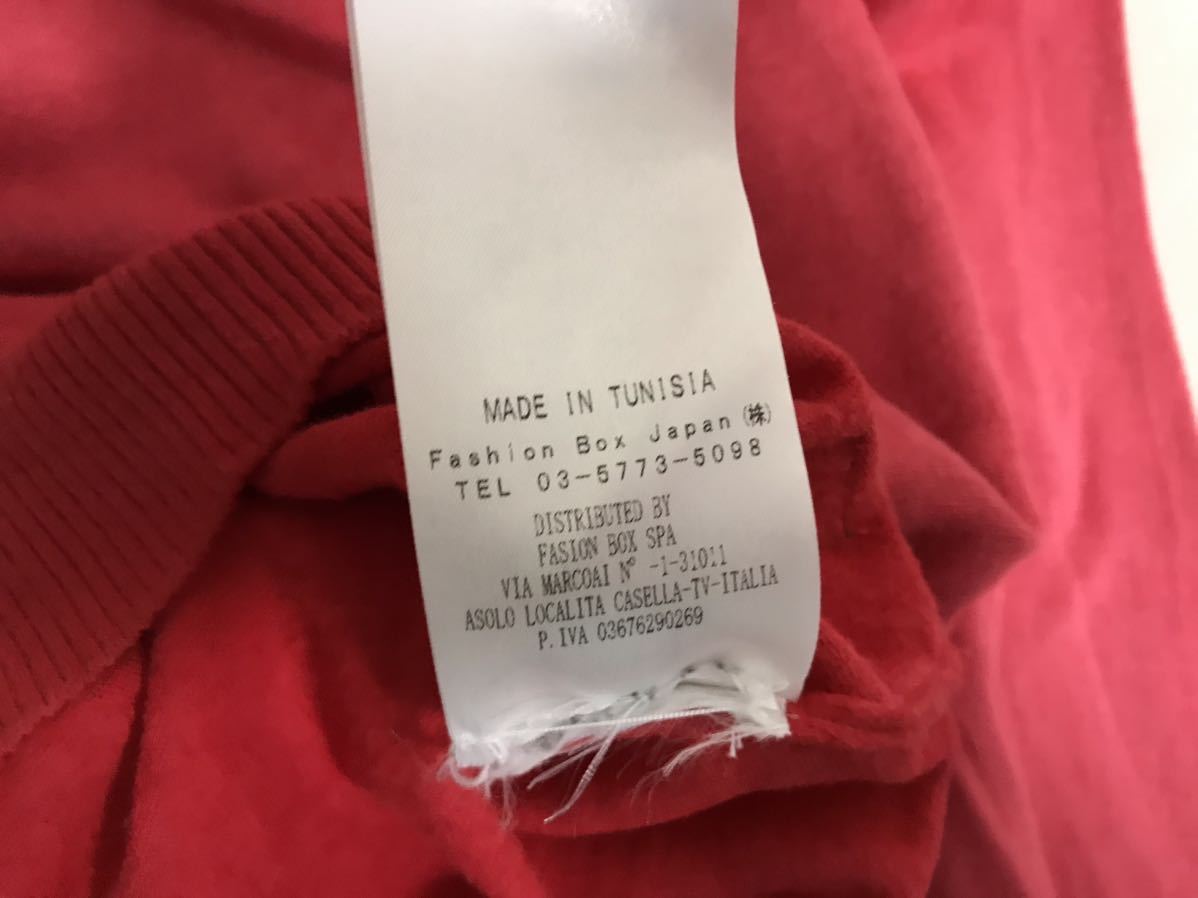 MADE IN TUNISIA
Fashion Box Japan(株)
TEL 03-5773-5098
DISTRIBUTED BY
FASION BOX SPA
VIA MARCOAI N° -1-31011
ASOLO LOCALITA CASELLA-TV-ITALIA
P.IVA 03676290269